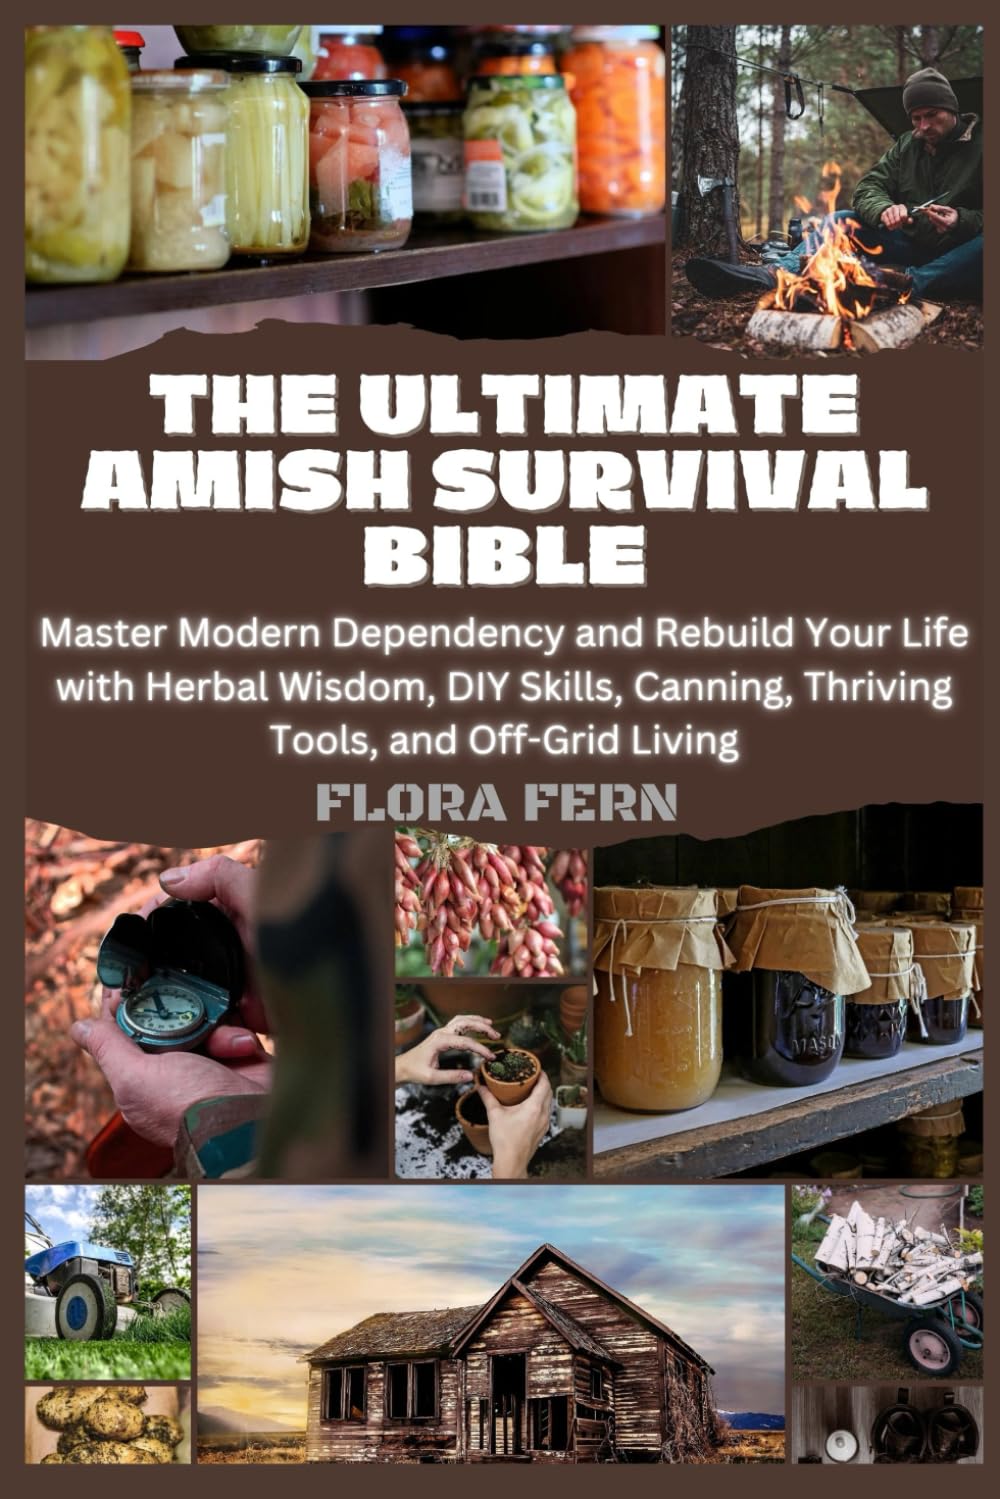 THE ULTIMATE
AMISH SURVIVAL
BIBLE
Master Modern Dependency and Rebuild Your Life
with Herbal Wisdom, DIY Skills, Canning, Thriving
Tools, and Off-Grid Living
FLORA FERN
MASON